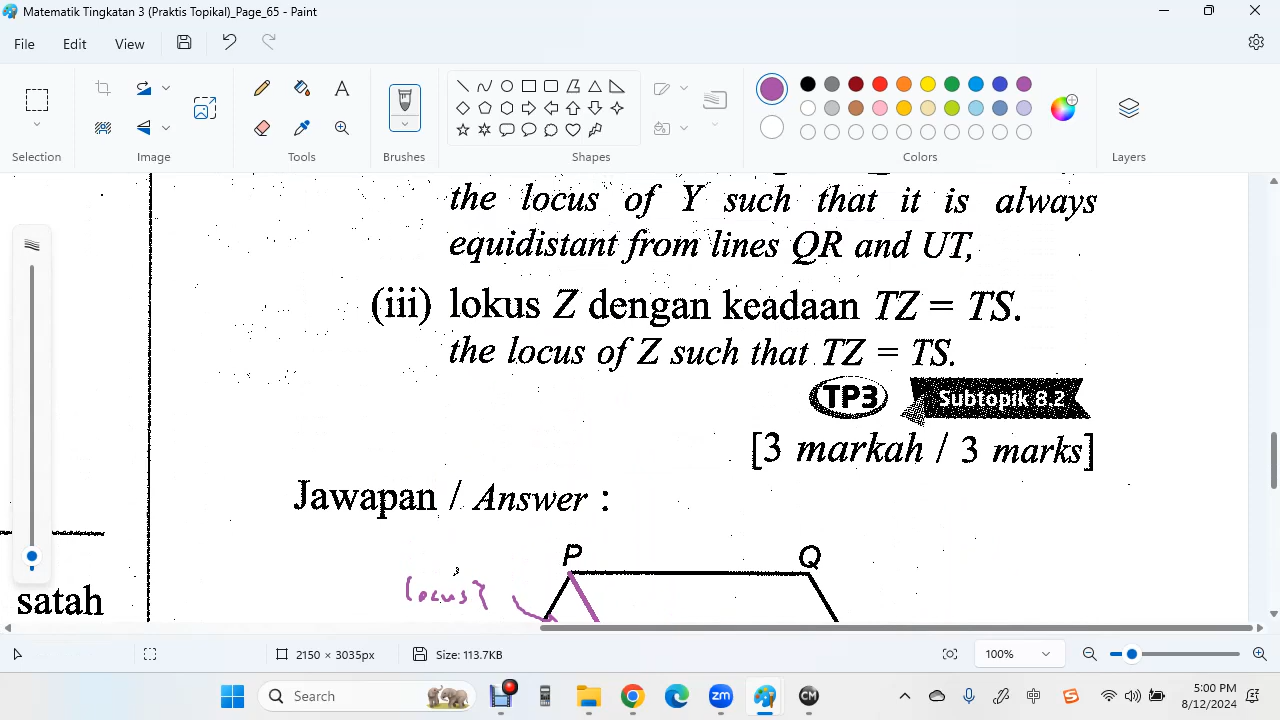 Matematik Tingkatan 3 (Praktis Topikal)_Page_65 - Paint
File Edit View
Selection Image Tools Brushes Shapes Colors Layers
the locus of Y such that it is always
equidistant from lines QR and UT,
(iii) lokus Z dengan keadaan TZ = TS.
the locus of Z such that TZ = TS.
TP3 Subtopik 8.2
[3 markah / 3 marks]
Jawapan / Answer :
P Q
locus
satah
2150 × 3035px Size: 113.7KB 100%
Search zm CM 中 S 5:00 PM
8/12/2024